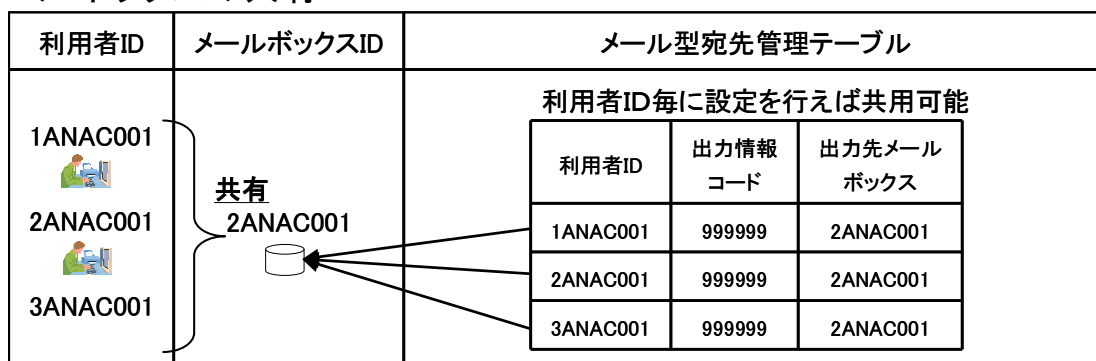 利用者ID
メールボックスID
メール型宛先管理テーブル
1ANAC001
2ANAC001
3ANAC001
共有
2ANAC001
利用者ID毎に設定を行えば共用可能
利用者ID
出力情報
コード
出力先メール
ボックス
1ANAC001 999999 2ANAC001
2ANAC001 999999 2ANAC001
3ANAC001 999999 2ANAC001